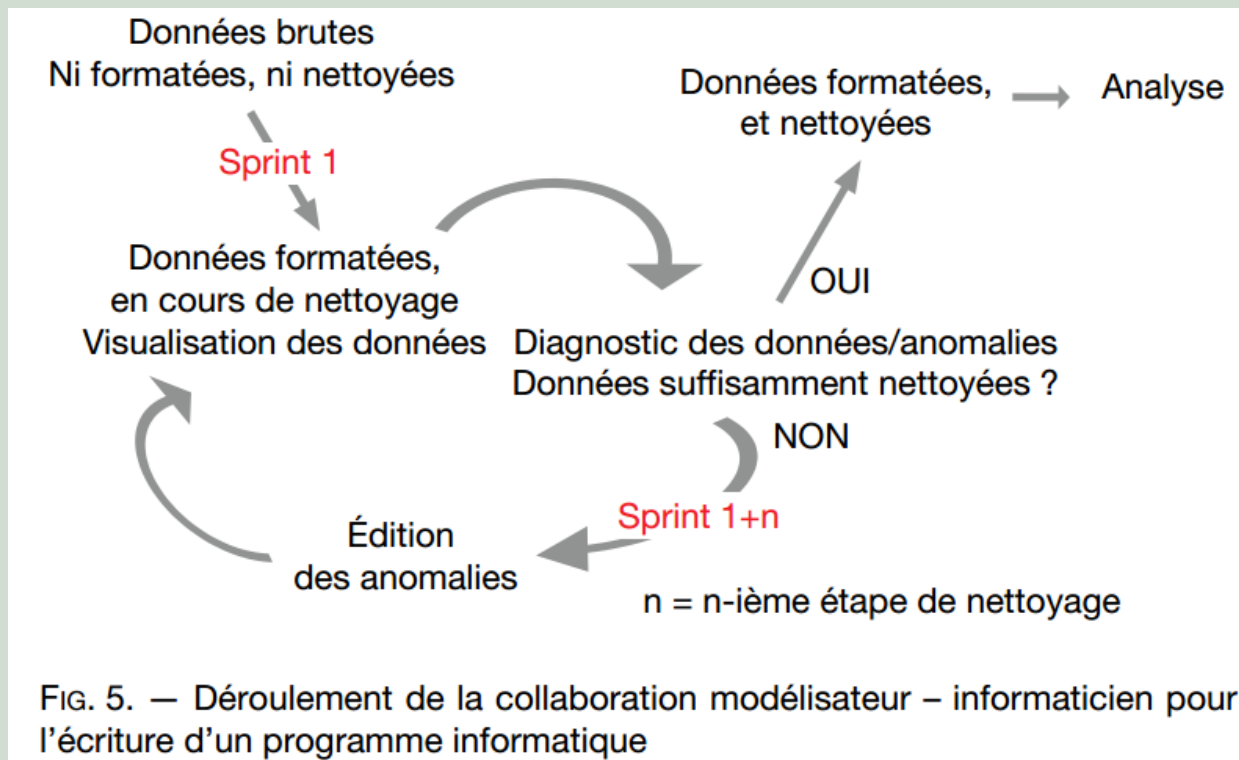 Données brutes
Ni formatées, ni nettoyées
Sprint 1
Données formatées,
en cours de nettoyage
Visualisation des données
Diagnostic des données/anomalies
Données suffisamment nettoyées ?
OUI
Données formatées,
et nettoyées
Analyse
NON
Sprint 1+n
Édition
des anomalies
n = n-ième étape de nettoyage
FIG. 5. — Déroulement de la collaboration modélisateur – informaticien pour
l'écriture d'un programme informatique